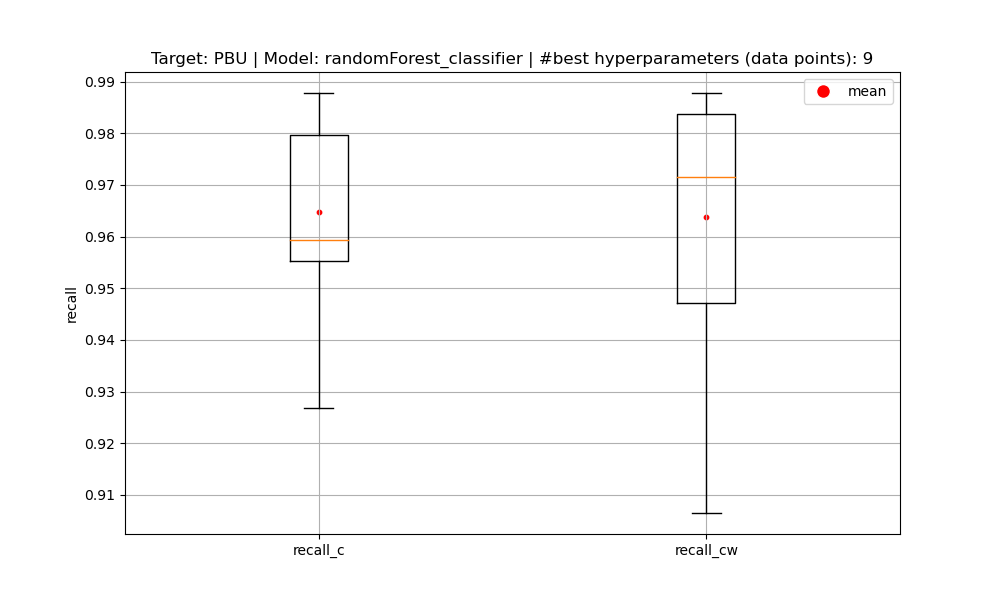 Target: PBU | Model: randomForest_classifier | #best hyperparameters (data points): 9
0.99
0.98
0.97
0.96
0.95
0.94
0.93
0.92
0.91
recall
mean
recall_c
recall_cw